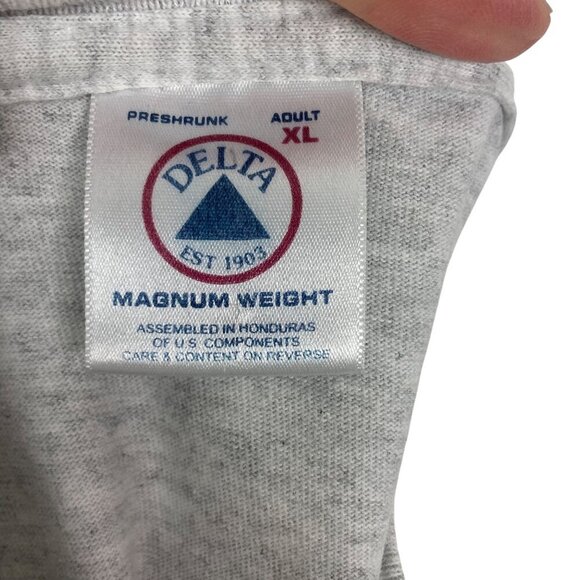 PRESHRUNK ADULT
XL
DELTA
EST 1903
MAGNUM WEIGHT
ASSEMBLED IN HONDURAS
OF U.S. COMPONENTS
CARE & CONTENT ON REVERSE